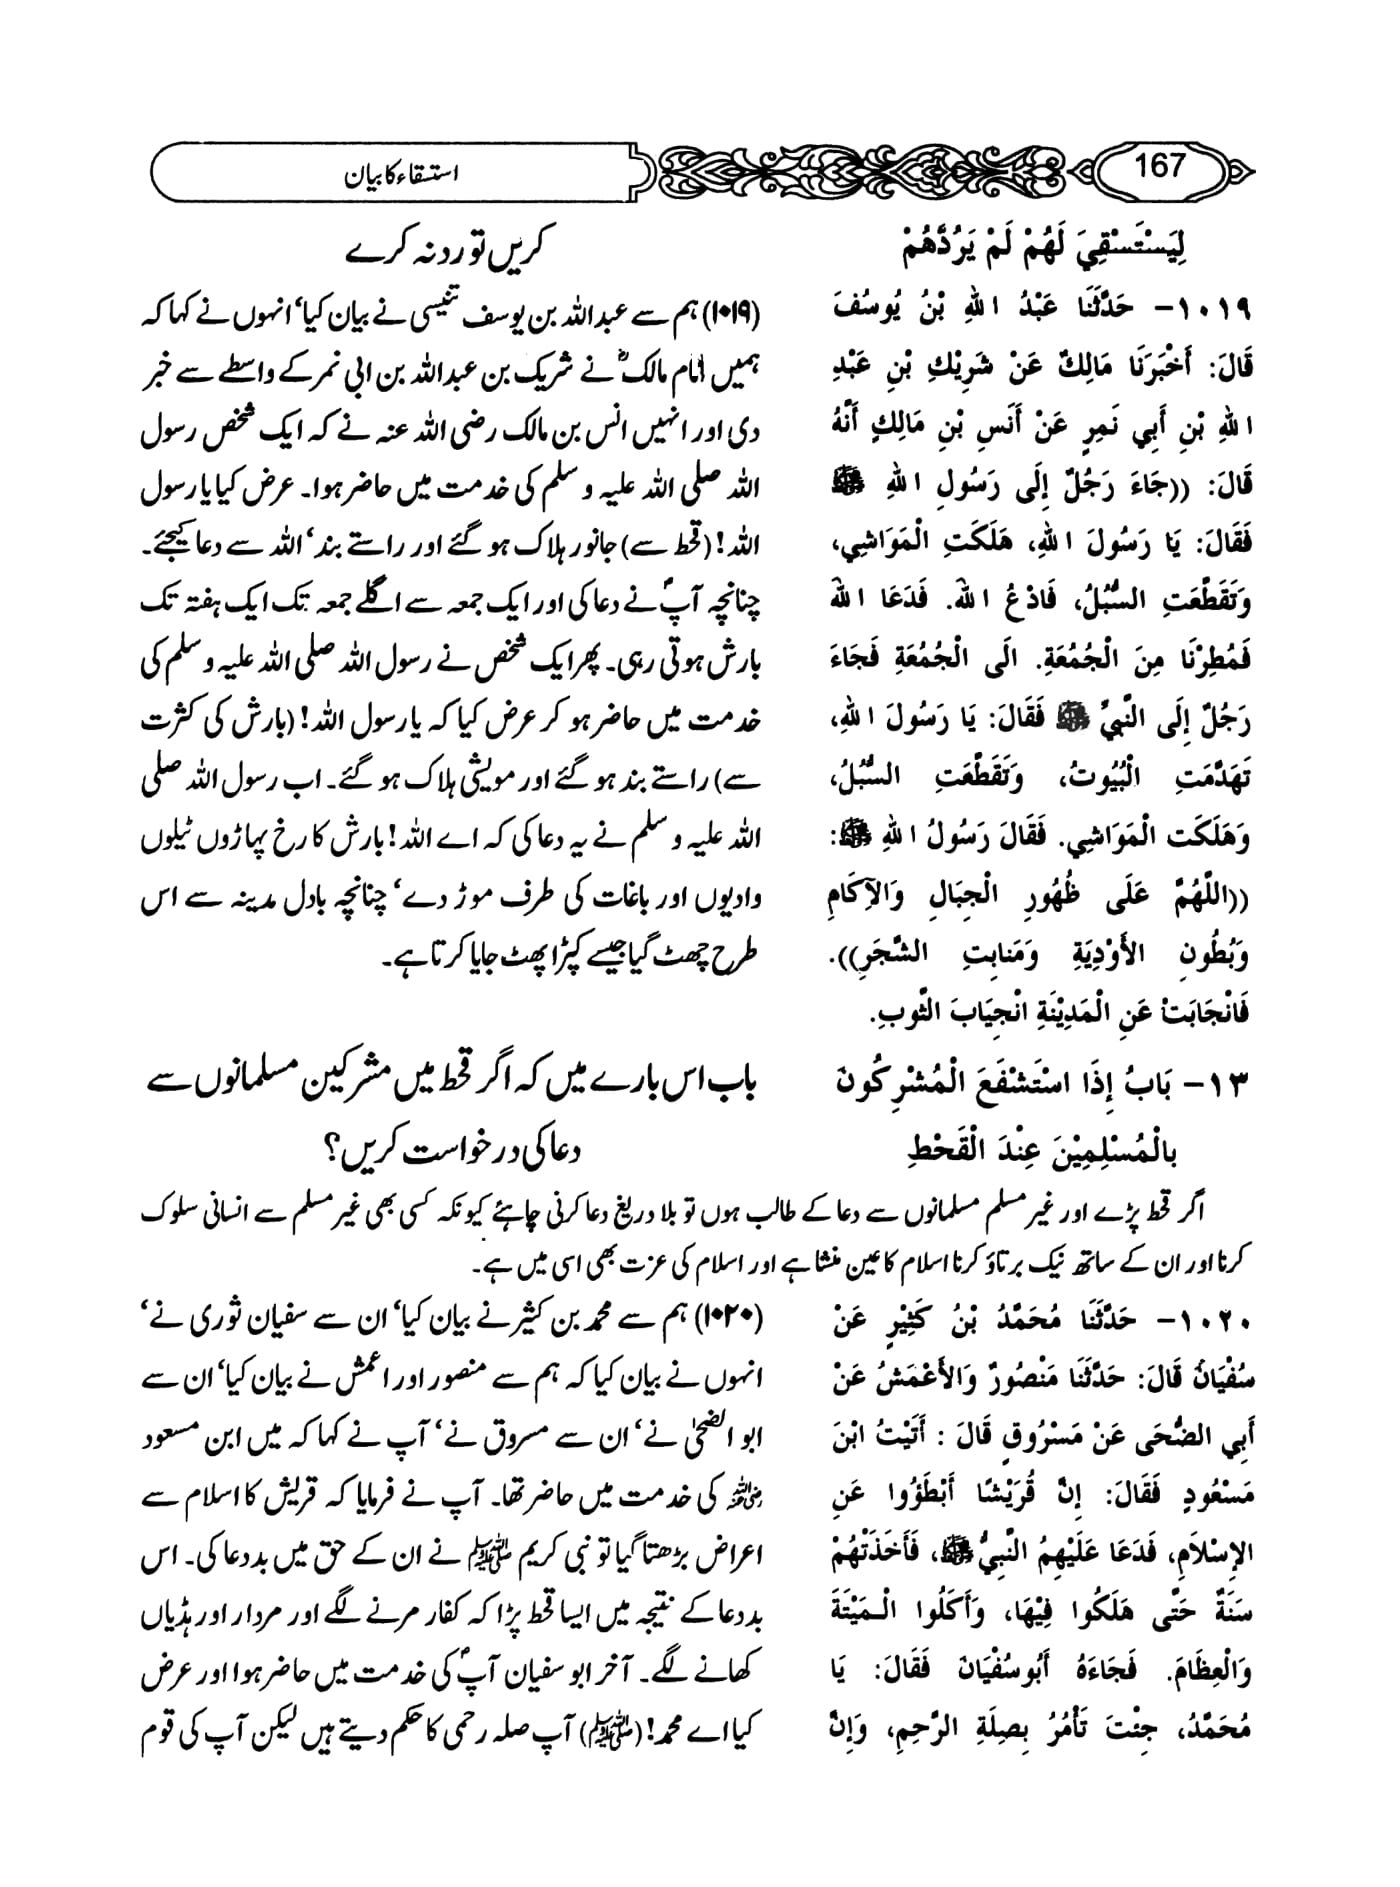 167
استسقاء کا بیان
لِيَسْتَسْقِيَ لَهُمْ لَمْ يَرُدَّهُمْ
١٠١٩- حَدَّثَنَا عَبْدُ اللهِ بْنُ يُوسُفَ
قَالَ: أَخْبَرَنَا مَالِكٌ عَنْ شَرِيْكِ بْنِ عَبْدِ
اللهِ بْنِ أَبِي نَمِرٍ عَنْ أَنَسِ بْنِ مَالِكٍ أَنَّهُ
قَالَ: ((جَاءَ رَجُلٌ إِلَى رَسُولِ اللهِ ﷺ
فَقَالَ: يَا رَسُولَ اللهِ، هَلَكَتِ الْمَوَاشِي،
وَتَقَطَّعَتِ السُّبُلُ، فَادْعُ اللهَ. فَدَعَا اللهَ
فَمُطِرْنَا مِنَ الْجُمُعَةِ. الَى الْجُمُعَةِ فَجَاءَ
رَجُلٌ إِلَى النَّبِيِّ ﷺ فَقَالَ: يَا رَسُولَ اللهِ،
تَهَدَّمَتِ الْبُيُوتُ، وَتَقَطَّعَتِ السُّبُلُ،
وَهَلَكَت الْمَوَاشِي. فَقَالَ رَسُولُ اللهِ ﷺ:
((اللَّهُمَّ عَلَى ظُهُورِ الْجِبَالِ وَالآكَامِ
وَبُطُونِ الأَوْدِيَةِ وَمَنَابِتِ الشَّجَرِ)).
فَانْجَابَتْ عَنِ الْمَدِيْنَةِ انْجِيَابَ الثَّوبِ.
کریں تو رد نہ کرے
(۱۰۱۹) ہم سے عبداللہ بن یوسف تنیسی نے بیان کیا‘ انہوں نے کہا کہ
ہمیں امام مالکؒ نے شریک بن عبداللہ بن ابی نمر کے واسطے سے خبر
دی اور انہیں انس بن مالک رضی اللہ عنہ نے کہ ایک شخص رسول
اللہ صلی اللہ علیہ و سلم کی خدمت میں حاضر ہوا۔ عرض کیا یا رسول
اللہ! (قحط سے) جانور ہلاک ہو گئے اور راستے بند‘ اللہ سے دعا کیجئے۔
چنانچہ آپؐ نے دعا کی اور ایک جمعہ سے اگلے جمعہ تک ایک ہفتہ تک
بارش ہوتی رہی۔ پھر ایک شخص نے رسول اللہ صلی اللہ علیہ و سلم کی
خدمت میں حاضر ہو کر عرض کیا کہ یا رسول اللہ! (بارش کی کثرت
سے) راستے بند ہو گئے اور مویشی ہلاک ہو گئے۔ اب رسول اللہ صلی
اللہ علیہ و سلم نے یہ دعا کی کہ اے اللہ! بارش کا رخ پہاڑوں ٹیلوں
وادیوں اور باغات کی طرف موڑ دے‘ چنانچہ بادل مدینہ سے اس
طرح چھٹ گیا جیسے کپڑا پھٹ جایا کرتا ہے۔
١٣- بَابُ إِذَا اسْتَشْفَعَ الْمُشْرِكُونَ
بِالْمُسْلِمِيْنَ عِنْدَ الْقَحْطِ
باب اس بارے میں کہ اگر قحط میں مشرکین مسلمانوں سے
دعا کی درخواست کریں؟
اگر قحط پڑے اور غیر مسلم مسلمانوں سے دعا کے طالب ہوں تو بلا دریغ دعا کرنی چاہئے کیونکہ کسی بھی غیر مسلم سے انسانی سلوک
کرنا اور ان کے ساتھ نیک برتاؤ کرنا اسلام کا عین منشا ہے اور اسلام کی عزت بھی اسی میں ہے۔
١٠٢٠- حَدَّثَنَا مُحَمَّدُ بْنُ كَثِيْرٍ عَنْ
سُفْيَانَ قَالَ: حَدَّثَنَا مَنْصُورٌ وَالأَعْمَشُ عَنْ
أَبِي الضُّحَى عَنْ مَسْرُوقٍ قَالَ : أَتَيْتُ ابْنَ
مَسْعُودٍ فَقَالَ: إِنَّ قُرَيْشًا أَبْطَؤُوا عَنِ
الإِسْلاَمِ، فَدَعَا عَلَيْهِمُ النَّبِيُّ ﷺ، فَأَخَذَتْهُمْ
سَنَةٌ حَتَّى هَلَكُوا فِيْهَا، وَأَكَلُوا الْمَيْتَةَ
وَالْعِظَامَ. فَجَاءَهُ أَبُوسُفْيَانَ فَقَالَ: يَا
مُحَمَّدُ، جِئْتَ تَأْمُرُ بِصِلَةِ الرَّحِمِ، وَإِنَّ
(۱۰۲۰) ہم سے محمد بن کثیر نے بیان کیا‘ ان سے سفیان ثوری نے‘
انہوں نے بیان کیا کہ ہم سے منصور اور اعمش نے بیان کیا‘ ان سے
ابو الضحیٰ نے‘ ان سے مسروق نے‘ آپ نے کہا کہ میں ابن مسعود
رضی اللہ عنہ کی خدمت میں حاضر تھا۔ آپ نے فرمایا کہ قریش کا اسلام سے
اعراض بڑھتا گیا تو نبی کریم ﷺ نے ان کے حق میں بددعا کی۔ اس
بددعا کے نتیجہ میں ایسا قحط پڑا کہ کفار مرنے لگے اور مردار اور ہڈیاں
کھانے لگے۔ آخر ابو سفیان آپؐ کی خدمت میں حاضر ہوا اور عرض
کیا اے محمد! (ﷺ) آپ صلہ رحمی کا حکم دیتے ہیں لیکن آپ کی قوم